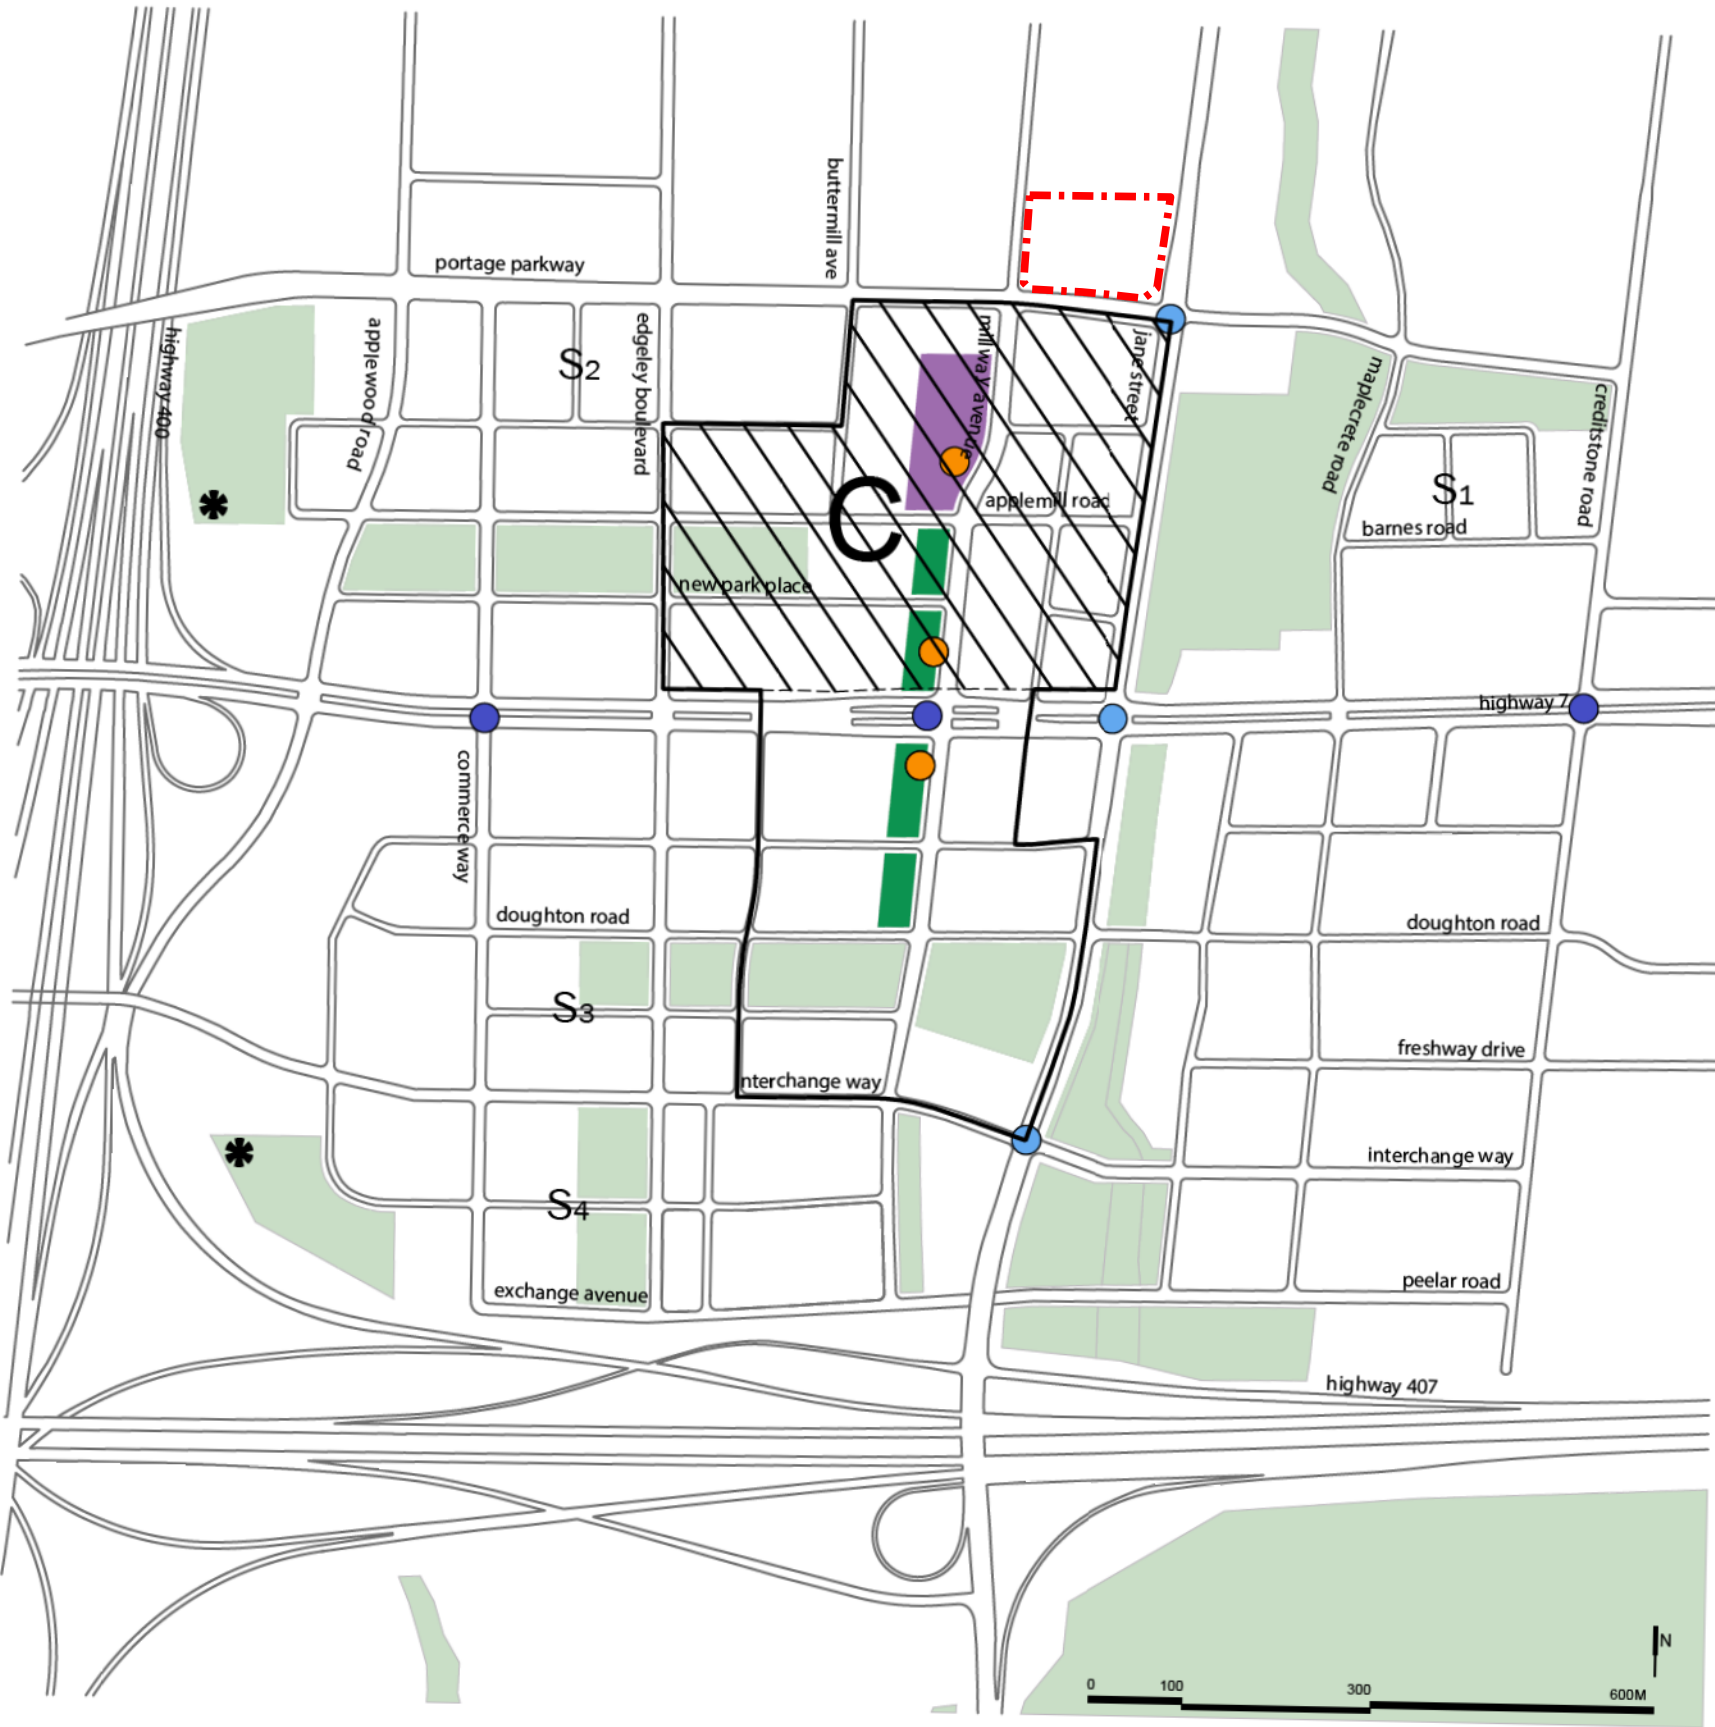 buttermill ave
portage parkway
highway 400
applewood road
S2
edgeley boulevard
millway avenue
jane street
maplecrete road
creditstone road
S1
C
applemill road
barnes road
new park place
highway 7
commerce way
doughton road
doughton road
S3
freshway drive
nterchange way
interchange way
S4
peelar road
exchange avenue
highway 407
N
0 100 300 600M